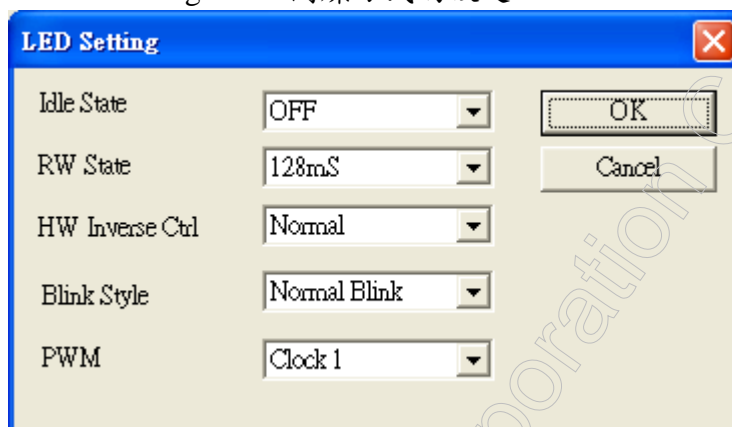 LED Setting
Idle State OFF OK
RW State 128mS Cancel
HW Inverse Ctrl Normal
Blink Style Normal Blink
PWM Clock 1
poration C